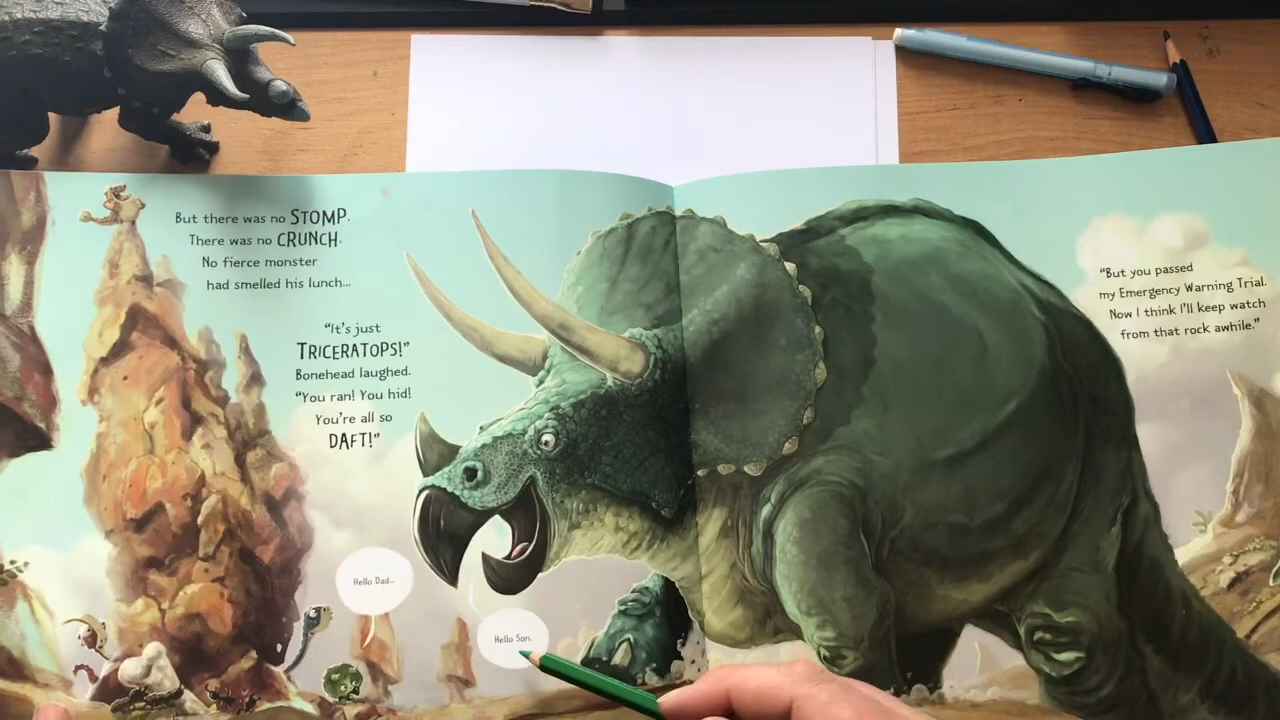 But there was no STOMP.
There was no CRUNCH.
No fierce monster
had smelled his lunch...
"It's just
TRICERATOPS!"
Bonehead laughed.
"You ran! You hid!
You're all so
DAFT!"
Hello Dad...
Hello Son.
"But you passed
my Emergency Warning Trial.
Now I think I'll keep watch
from that rock awhile."